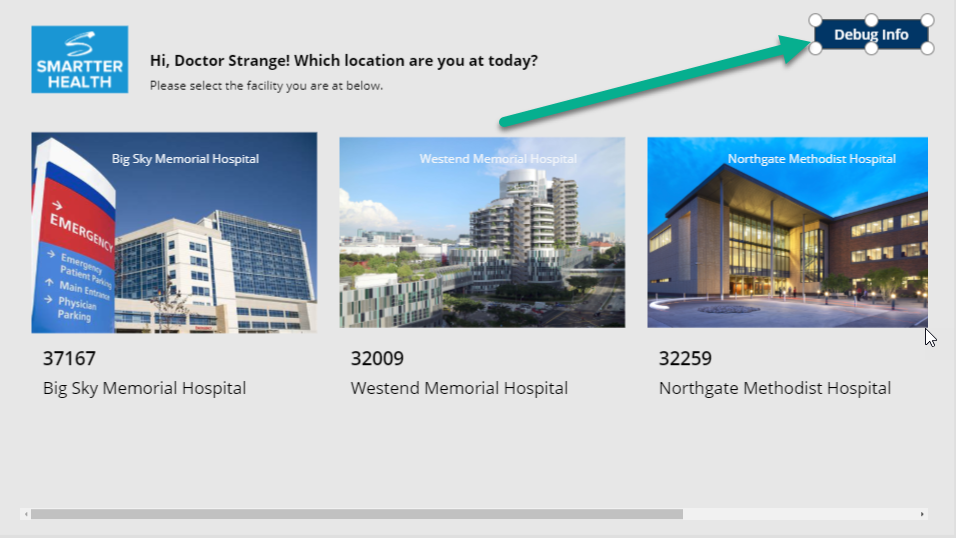 Debug Info
SMARTTER
HEALTH
Hi, Doctor Strange! Which location are you at today?
Please select the facility you are at below.
Big Sky Memorial Hospital
EMERGENCY
Emergency
Patient Parking
Main Entrance
Physician
Parking
Westend Memorial Hospital
Northgate Methodist Hospital
37167
Big Sky Memorial Hospital
32009
Westend Memorial Hospital
32259
Northgate Methodist Hospital